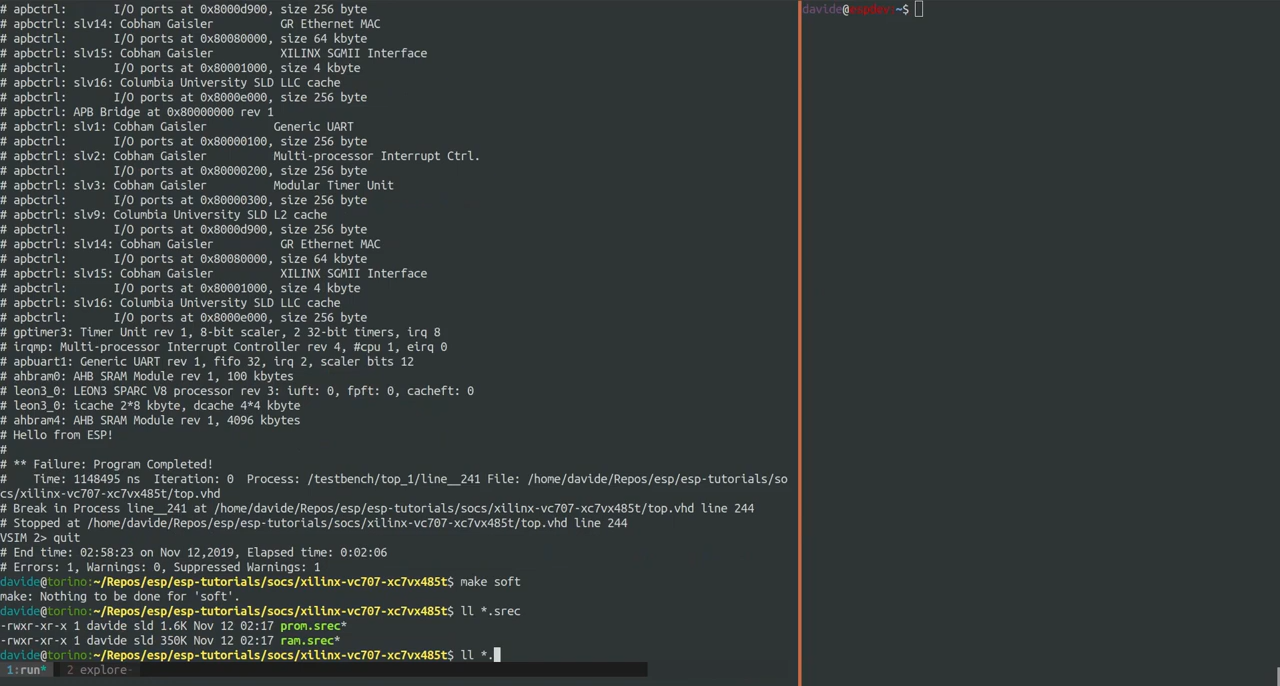 # apbctrl:       I/O ports at 0x8000d900, size 256 byte
# apbctrl: slv14: Cobham Gaisler          GR Ethernet MAC
# apbctrl:       I/O ports at 0x80080000, size 64 kbyte
# apbctrl: slv15: Cobham Gaisler          XILINX SGMII Interface
# apbctrl:       I/O ports at 0x80001000, size 4 kbyte
# apbctrl: slv16: Columbia University SLD LLC cache
# apbctrl:       I/O ports at 0x8000e000, size 256 byte
# apbctrl: APB Bridge at 0x80000000 rev 1
# apbctrl: slv1: Cobham Gaisler          Generic UART
# apbctrl:       I/O ports at 0x80000100, size 256 byte
# apbctrl: slv2: Cobham Gaisler          Multi-processor Interrupt Ctrl.
# apbctrl:       I/O ports at 0x80000200, size 256 byte
# apbctrl: slv3: Cobham Gaisler          Modular Timer Unit
# apbctrl:       I/O ports at 0x80000300, size 256 byte
# apbctrl: slv9: Columbia University SLD L2 cache
# apbctrl:       I/O ports at 0x8000d900, size 256 byte
# apbctrl: slv14: Cobham Gaisler          GR Ethernet MAC
# apbctrl:       I/O ports at 0x80080000, size 64 kbyte
# apbctrl: slv15: Cobham Gaisler          XILINX SGMII Interface
# apbctrl:       I/O ports at 0x80001000, size 4 kbyte
# apbctrl: slv16: Columbia University SLD LLC cache
# apbctrl:       I/O ports at 0x8000e000, size 256 byte
# gptimer3: Timer Unit rev 1, 8-bit scaler, 2 32-bit timers, irq 8
# irqmp: Multi-processor Interrupt Controller rev 4, #cpu 1, eirq 0
# apbuart1: Generic UART rev 1, fifo 32, irq 2, scaler bits 12
# ahbram0: AHB SRAM Module rev 1, 100 kbytes
# leon3_0: LEON3 SPARC V8 processor rev 3: iuft: 0, fpft: 0, cacheft: 0
# leon3_0: icache 2*8 kbyte, dcache 4*4 kbyte
# ahbram4: AHB SRAM Module rev 1, 4096 kbytes
# Hello from ESP!
#
# ** Failure: Program Completed!
#    Time: 1148495 ns  Iteration: 0  Process: /testbench/top_1/line__241 File: /home/davide/Repos/esp/esp-tutorials/so
cs/xilinx-vc707-xc7vx485t/top.vhd
# Break in Process line__241 at /home/davide/Repos/esp/esp-tutorials/socs/xilinx-vc707-xc7vx485t/top.vhd line 244
# Stopped at /home/davide/Repos/esp/esp-tutorials/socs/xilinx-vc707-xc7vx485t/top.vhd line 244
VSIM 2> quit
# End time: 02:58:23 on Nov 12,2019, Elapsed time: 0:02:06
# Errors: 1, Warnings: 0, Suppressed Warnings: 1
davide@torino:~/Repos/esp/esp-tutorials/socs/xilinx-vc707-xc7vx485t$ make soft
make: Nothing to be done for 'soft'.
davide@torino:~/Repos/esp/esp-tutorials/socs/xilinx-vc707-xc7vx485t$ ll *.srec
-rwxr-xr-x 1 davide sld 1.6K Nov 12 02:17 prom.srec*
-rwxr-xr-x 1 davide sld 350K Nov 12 02:17 ram.srec*
davide@torino:~/Repos/esp/esp-tutorials/socs/xilinx-vc707-xc7vx485t$ ll *.
1:run* 2 explore-
davide@espdev:~$